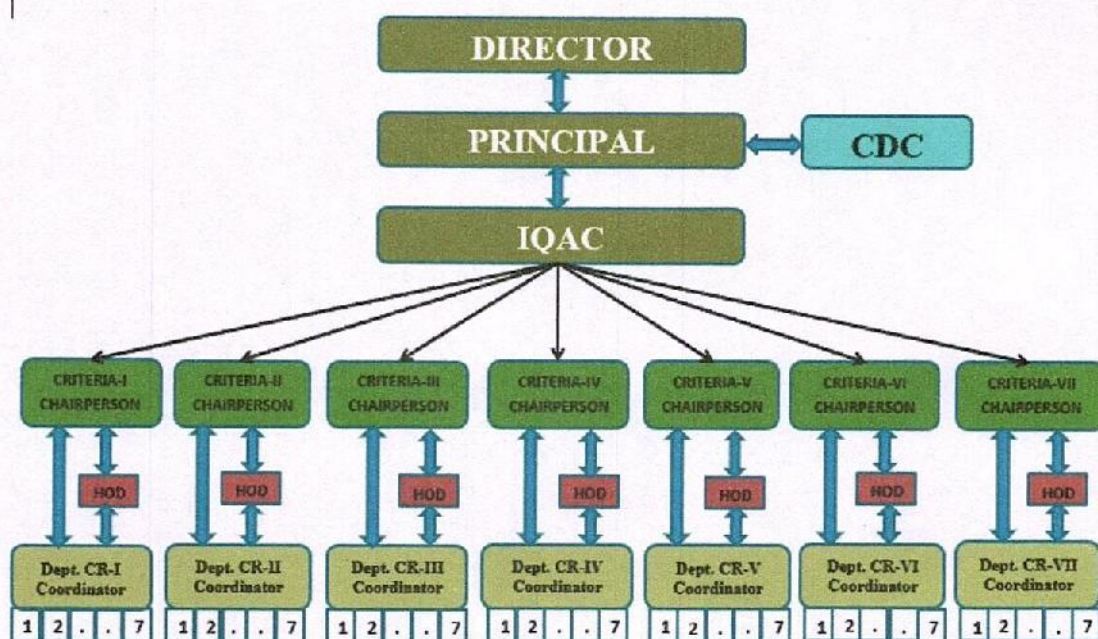 DIRECTOR
PRINCIPAL
CDC
IQAC
CRITERIA-I
CHAIRPERSON
CRITERIA-II
CHAIRPERSON
CRITERIA-III
CHAIRPERSON
CRITERIA-IV
CHAIRPERSON
CRITERIA-V
CHAIRPERSON
CRITERIA-VI
CHAIRPERSON
CRITERIA-VII
CHAIRPERSON
HOD
HOD
HOD
HOD
HOD
HOD
HOD
Dept. CR-I
Coordinator
Dept. CR-II
Coordinator
Dept. CR-III
Coordinator
Dept. CR-IV
Coordinator
Dept. CR-V
Coordinator
Dept. CR-VI
Coordinator
Dept. CR-VII
Coordinator
1 2 . . 7
1 2 . . 7
1 2 . . 7
1 2 . . 7
1 2 . . 7
1 2 . . 7
1 2 . . 7